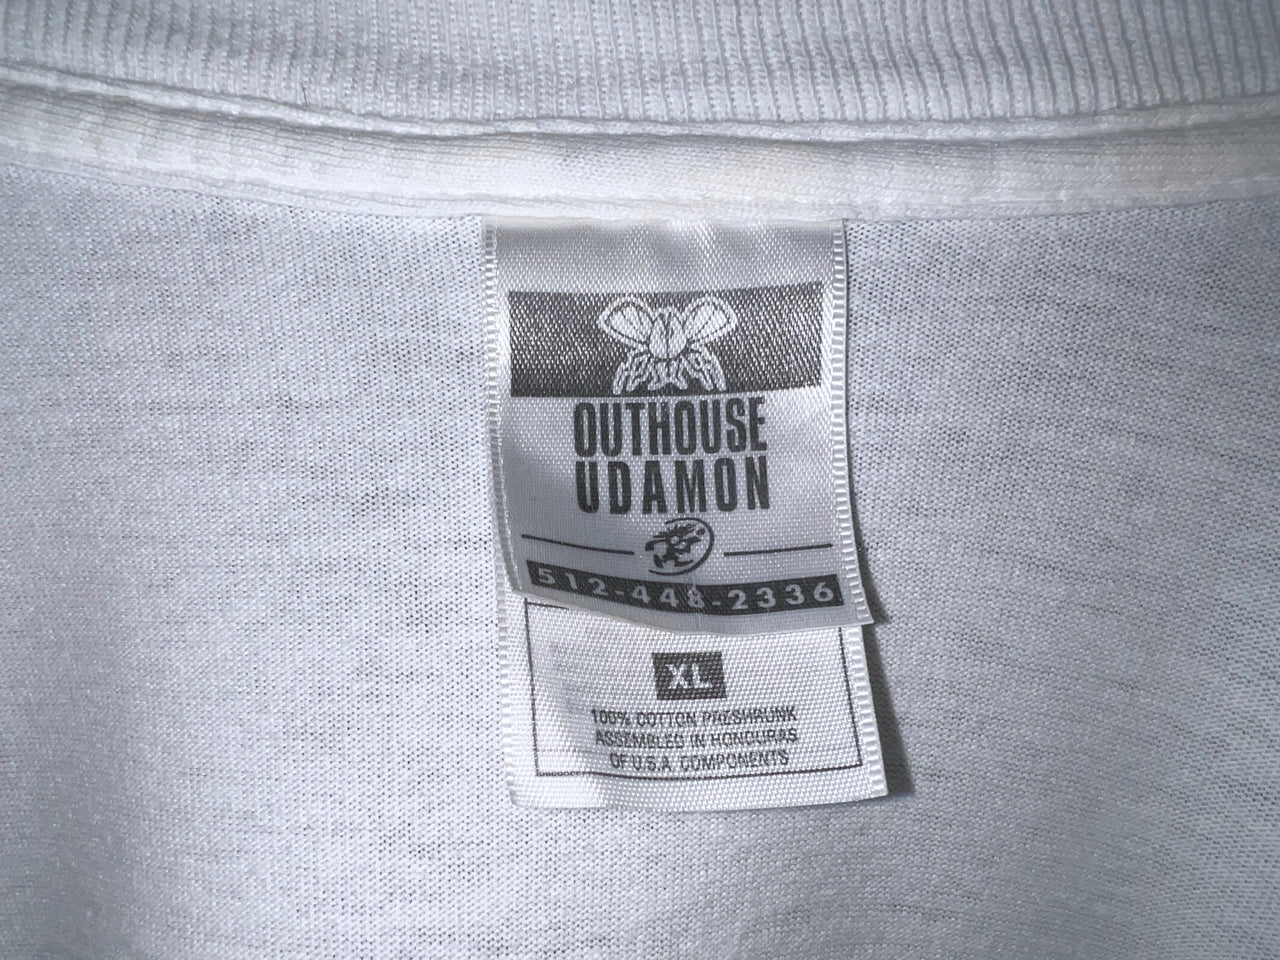 OUTHOUSE
UDAMON
512-448-2336
XL
100% COTTON PRESHRUNK
ASSEMBLED IN HONDURAS
OF U.S.A. COMPONENTS